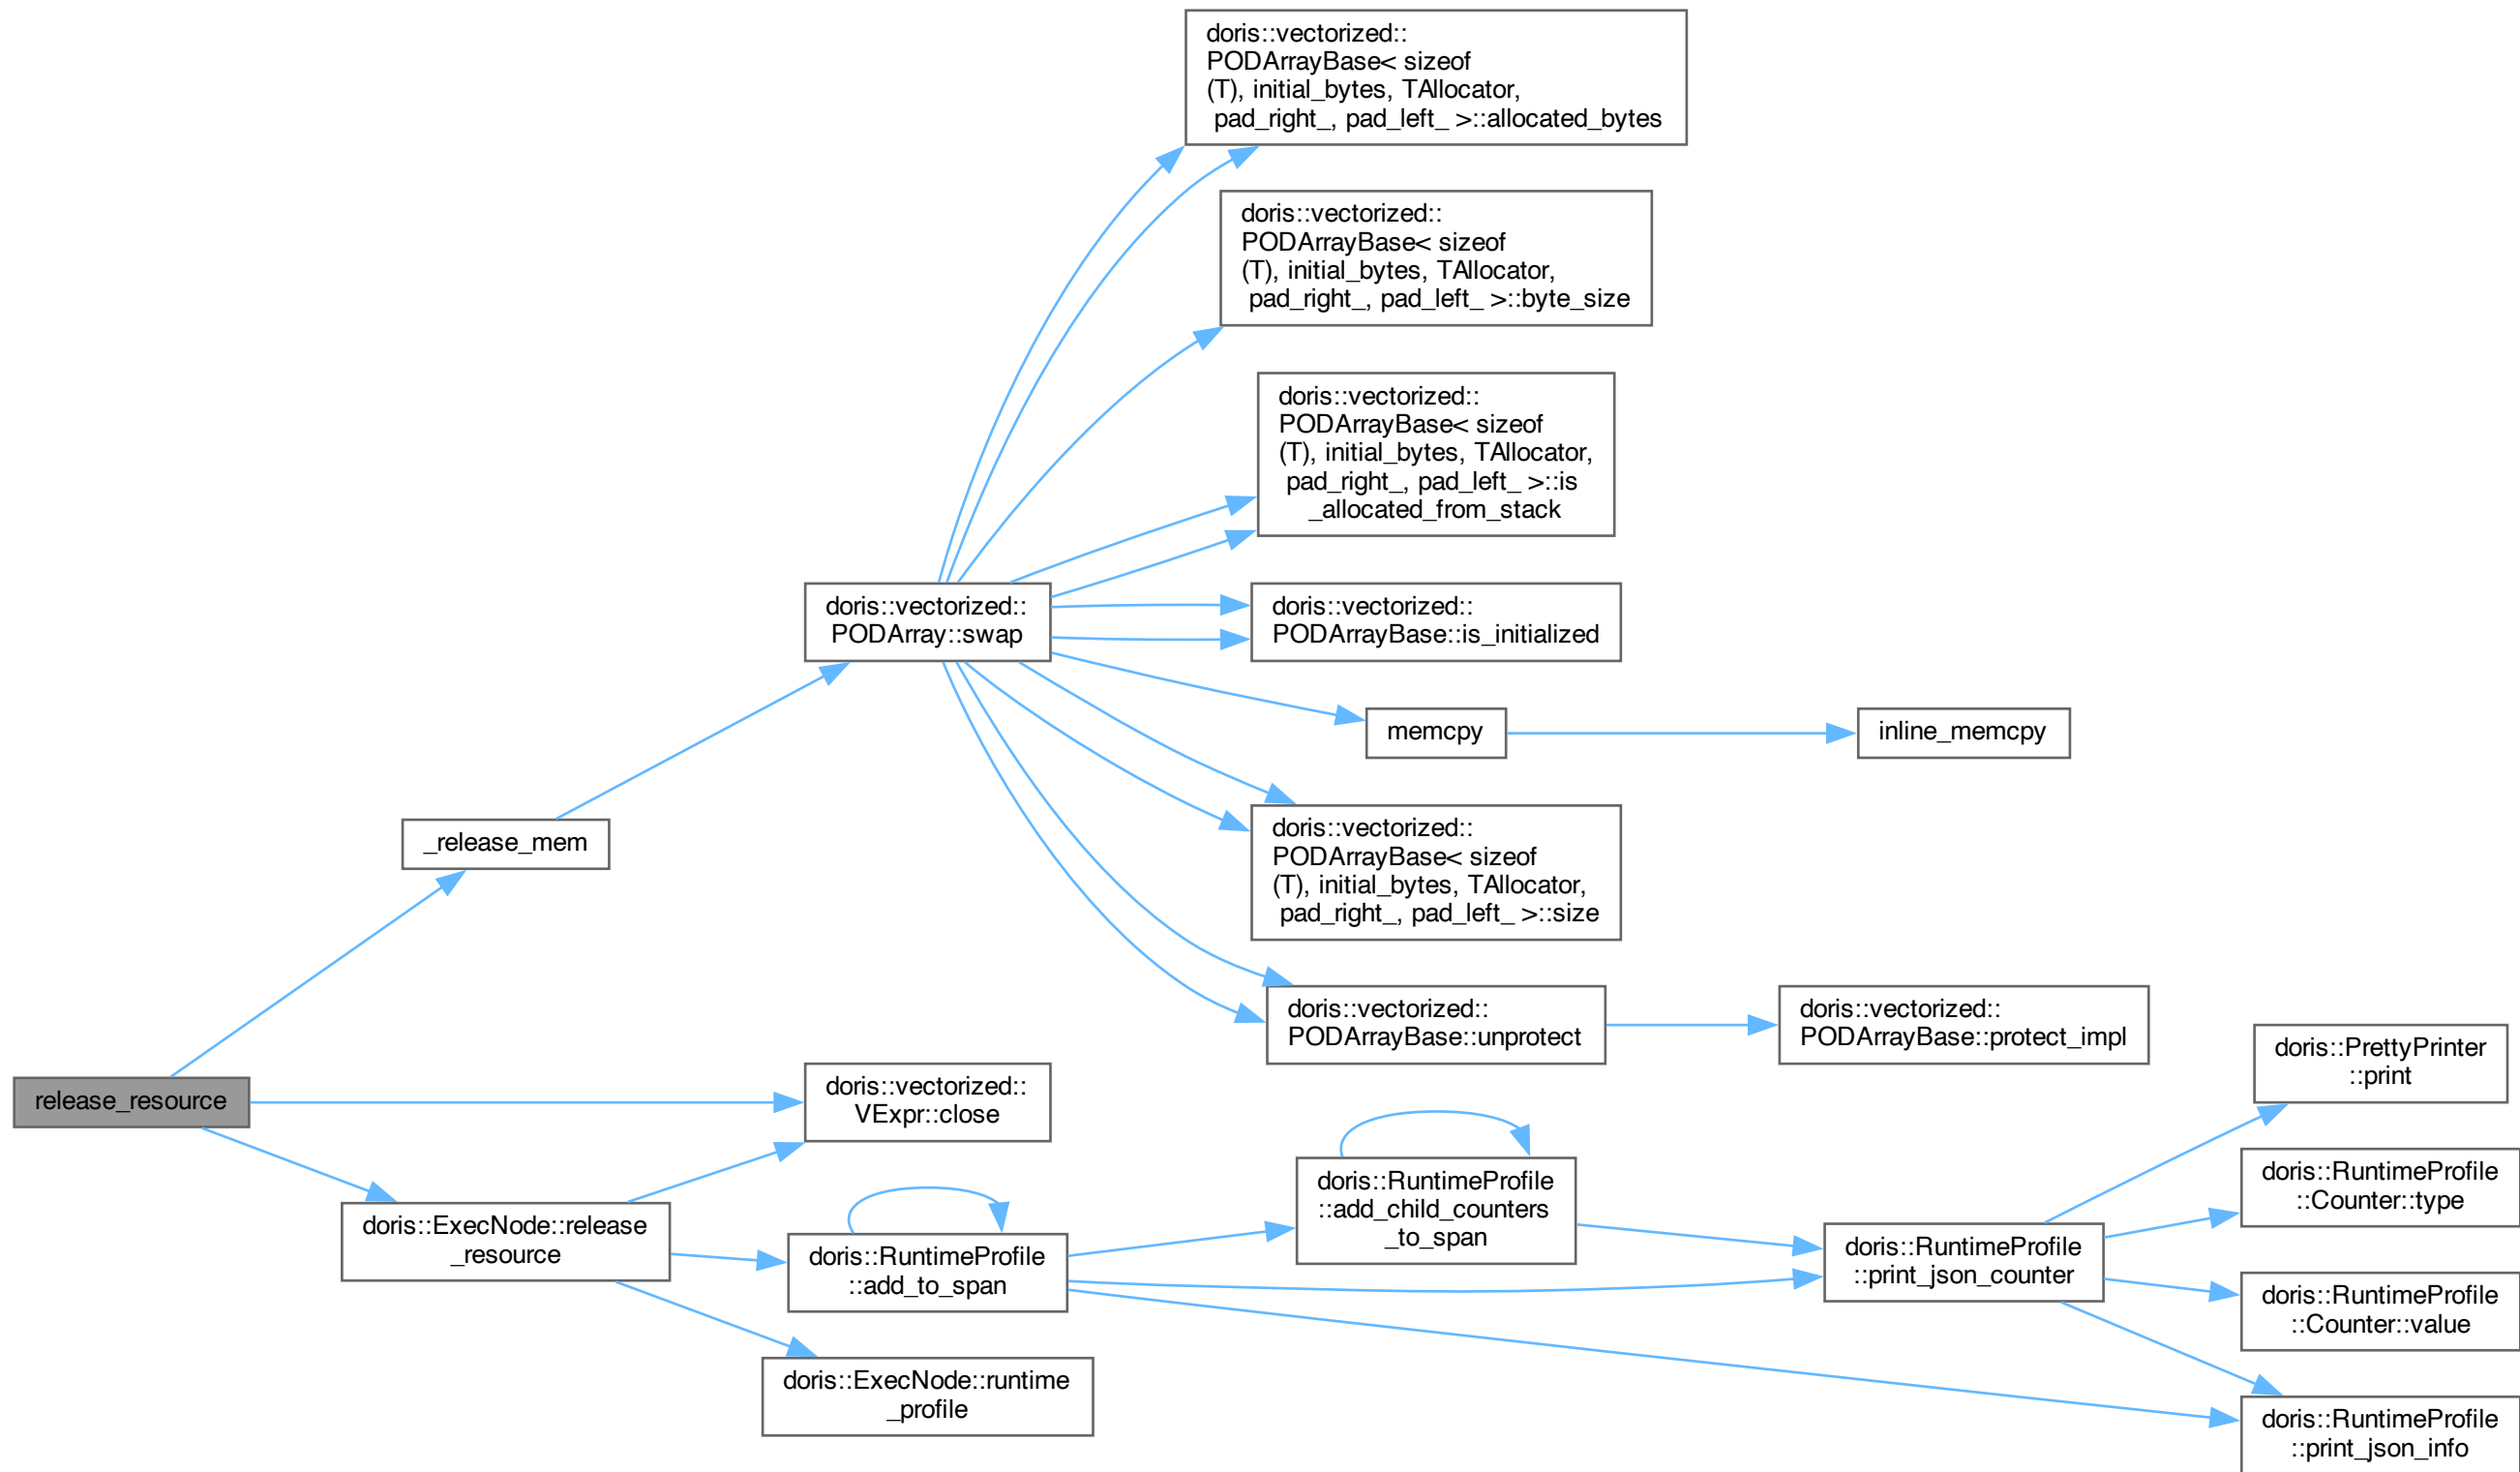 doris::vectorized::
PODArrayBase< sizeof
(T), initial_bytes, TAllocator,
pad_right_, pad_left_ >::allocated_bytes
doris::vectorized::
PODArrayBase< sizeof
(T), initial_bytes, TAllocator,
pad_right_, pad_left_ >::byte_size
doris::vectorized::
PODArrayBase< sizeof
(T), initial_bytes, TAllocator,
pad_right_, pad_left_ >::is
_allocated_from_stack
doris::vectorized::
PODArray::swap
doris::vectorized::
PODArrayBase::is_initialized
memcpy
inline_memcpy
_release_mem
doris::vectorized::
PODArrayBase< sizeof
(T), initial_bytes, TAllocator,
pad_right_, pad_left_ >::size
doris::vectorized::
PODArrayBase::unprotect
doris::vectorized::
PODArrayBase::protect_impl
release_resource
doris::vectorized::
VExpr::close
doris::PrettyPrinter
::print
doris::ExecNode::release
_resource
doris::RuntimeProfile
::add_to_span
doris::RuntimeProfile
::add_child_counters
_to_span
doris::RuntimeProfile
::print_json_counter
doris::RuntimeProfile
::Counter::type
doris::RuntimeProfile
::Counter::value
doris::ExecNode::runtime
_profile
doris::RuntimeProfile
::print_json_info